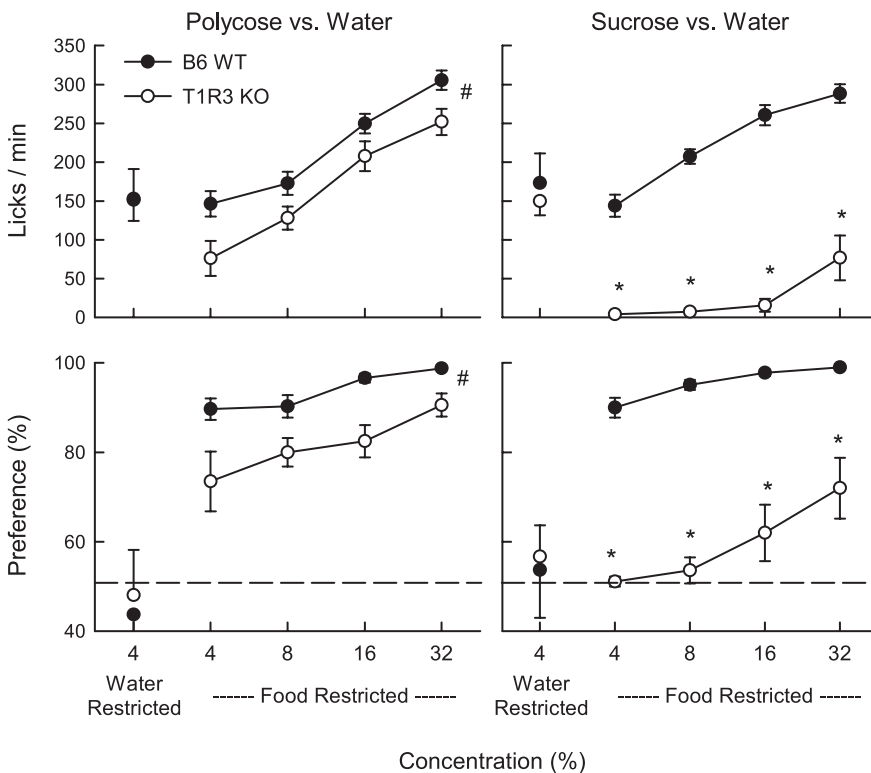 Polycose vs. Water
Sucrose vs. Water
350
300
250
200
150
100
50
0
Licks / min
B6 WT
T1R3 KO
#
*
*
*
*
100
80
60
40
Preference (%)
#
*
*
*
*
4 4 8 16 32
4 4 8 16 32
Water
Restricted
------ Food Restricted ------
Water
Restricted
------ Food Restricted ------
Concentration (%)